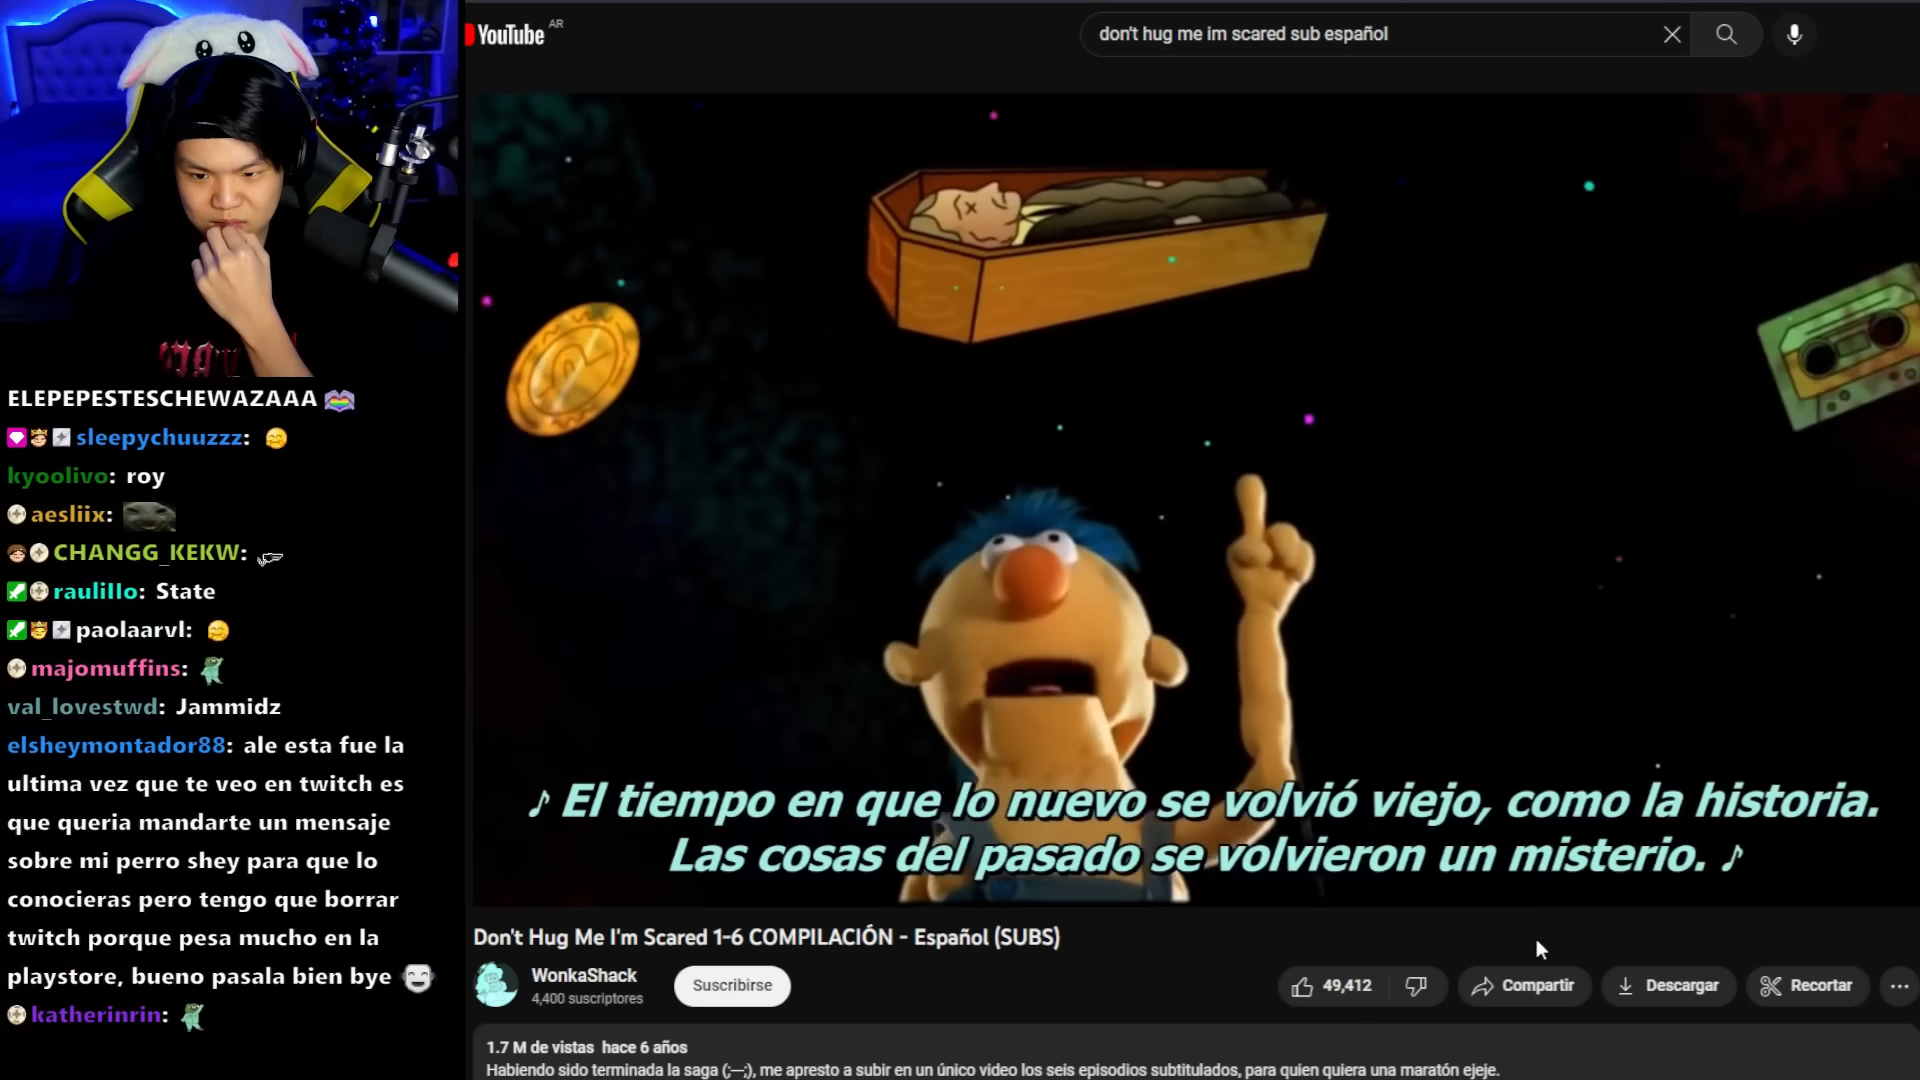 YouTube AR
don't hug me im scared sub español
ELEPEPESTESCHEWAZAAA
sleepychuuzzz:
kyoolivo: roy
aesliix:
CHANGG_KEKW:
raulillo: State
paolaarvl:
majomuffins:
val_lovestwd: Jammidz
elsheymontador88: ale esta fue la
ultima vez que te veo en twitch es
que queria mandarte un mensaje
sobre mi perro shey para que lo
conocieras pero tengo que borrar
twitch porque pesa mucho en la
playstore, bueno pasala bien bye
katherinrin:
♪ El tiempo en que lo nuevo se volvió viejo, como la historia.
Las cosas del pasado se volvieron un misterio. ♪
Don't Hug Me I'm Scared 1-6 COMPILACIÓN - Español (SUBS)
WonkaShack
4,400 suscriptores
Suscribirse
49,412
Compartir
Descargar
Recortar
1.7 M de vistas hace 6 años
Habiendo sido terminada la saga (;—;), me apresto a subir en un único video los seis episodios subtitulados, para quien quiera una maratón ejeje.